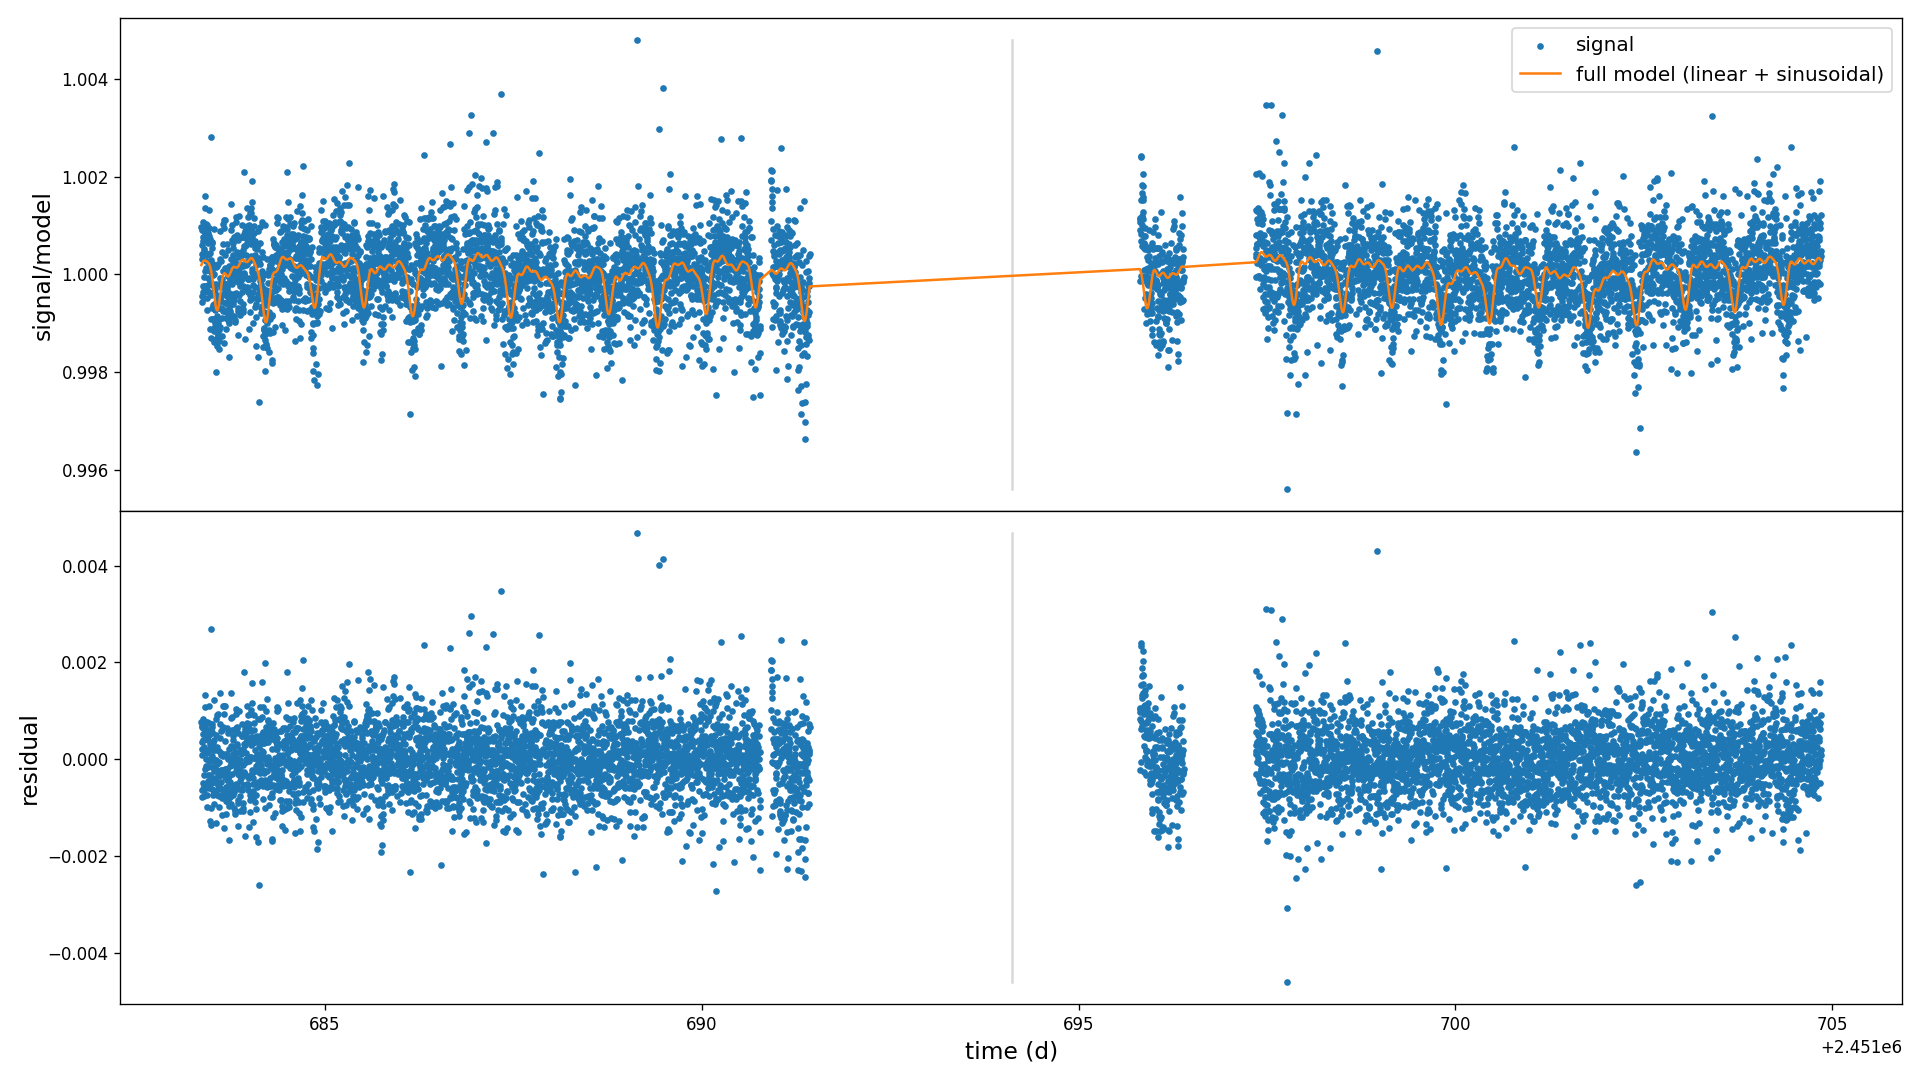 signal
full model (linear + sinusoidal)
signal/model
1.004
1.002
1.000
0.998
0.996
residual
0.004
0.002
0.000
−0.002
−0.004
685
690
695
700
705
time (d)
+2.451e6